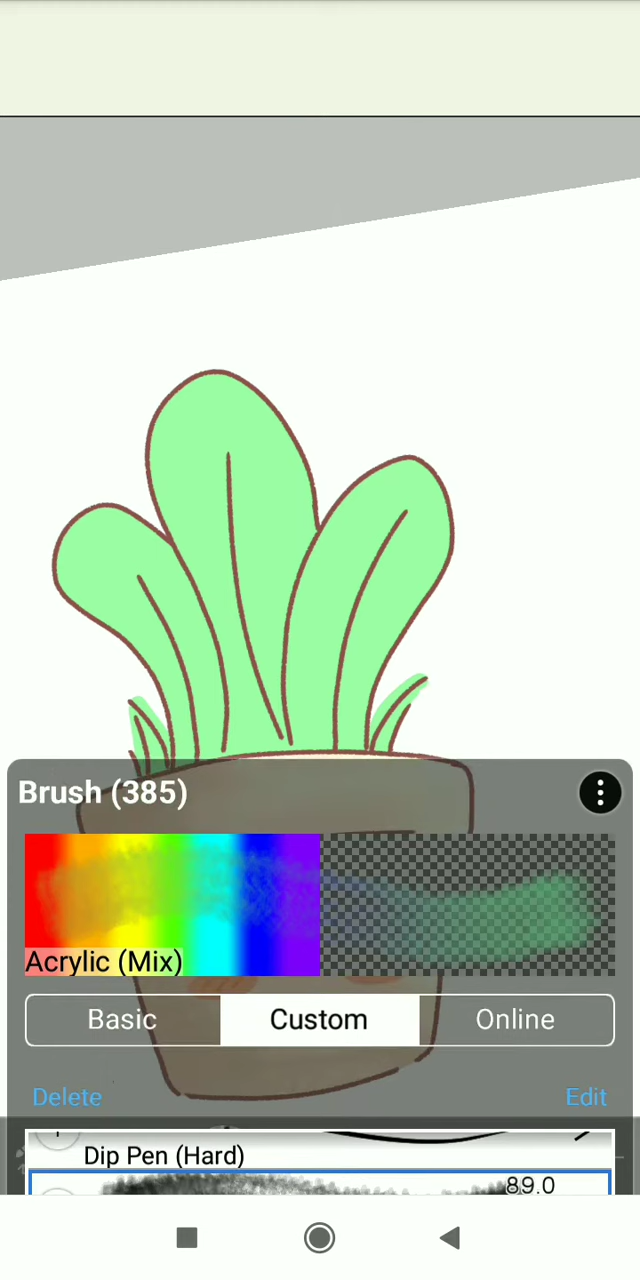 Brush (385)
Acrylic (Mix)
Basic
Custom
Online
Delete
Edit
Dip Pen (Hard)
89.0